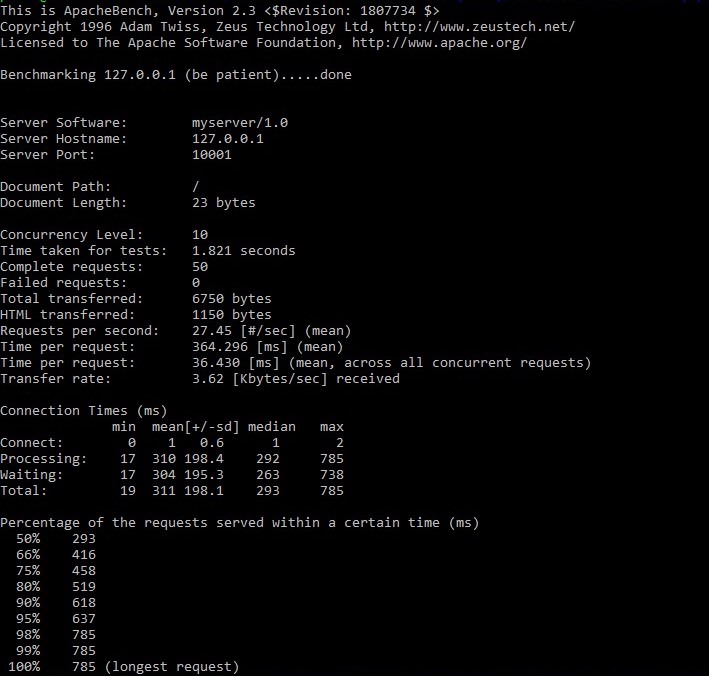 This is ApacheBench, Version 2.3 <$Revision: 1807734 $>
Copyright 1996 Adam Twiss, Zeus Technology Ltd, http://www.zeustech.net/
Licensed to The Apache Software Foundation, http://www.apache.org/

Benchmarking 127.0.0.1 (be patient).....done


Server Software:        myserver/1.0
Server Hostname:        127.0.0.1
Server Port:            10001

Document Path:          /
Document Length:        23 bytes

Concurrency Level:      10
Time taken for tests:   1.821 seconds
Complete requests:      50
Failed requests:        0
Total transferred:      6750 bytes
HTML transferred:       1150 bytes
Requests per second:    27.45 [#/sec] (mean)
Time per request:       364.296 [ms] (mean)
Time per request:       36.430 [ms] (mean, across all concurrent requests)
Transfer rate:          3.62 [Kbytes/sec] received

Connection Times (ms)
              min  mean[+/-sd] median   max
Connect:        0    1   0.6      1       2
Processing:    17  310 198.4    292     785
Waiting:       17  304 195.3    263     738
Total:         19  311 198.1    293     785

Percentage of the requests served within a certain time (ms)
  50%    293
  66%    416
  75%    458
  80%    519
  90%    618
  95%    637
  98%    785
  99%    785
 100%    785 (longest request)